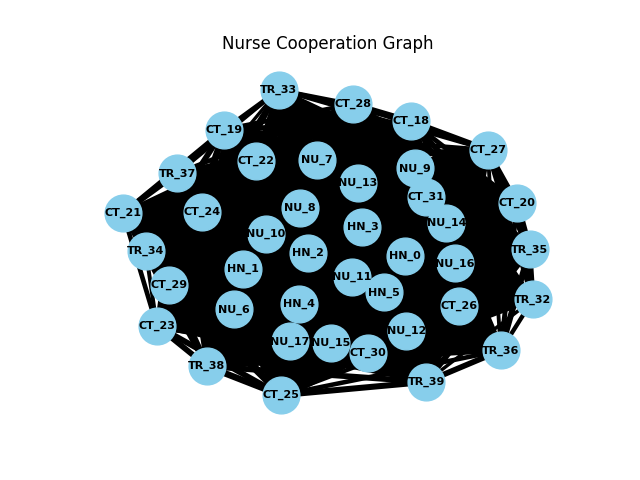 Nurse Cooperation Graph
TR_33
CT_28
CT_18
CT_19
CT_27
CT_22
NU_7
NU_9
TR_37
NU_13
CT_31
CT_20
CT_21
CT_24
NU_8
NU_14
HN_3
NU_10
TR_34
HN_2
HN_0
TR_35
NU_16
HN_1
NU_11
CT_29
HN_5
TR_32
HN_4
CT_26
NU_6
CT_23
NU_12
NU_17
NU_15
CT_30
TR_36
TR_38
TR_39
CT_25